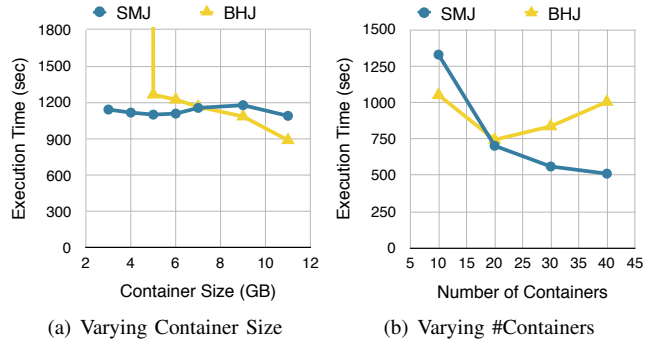 SMJ BHJ
Execution Time (sec)
1800
1500
1200
900
600
300
0
2 4 6 8 10 12
Container Size (GB)
(a) Varying Container Size
SMJ BHJ
Execution Time (sec)
1500
1250
1000
750
500
250
0
5 10 15 20 25 30 35 40 45
Number of Containers
(b) Varying #Containers